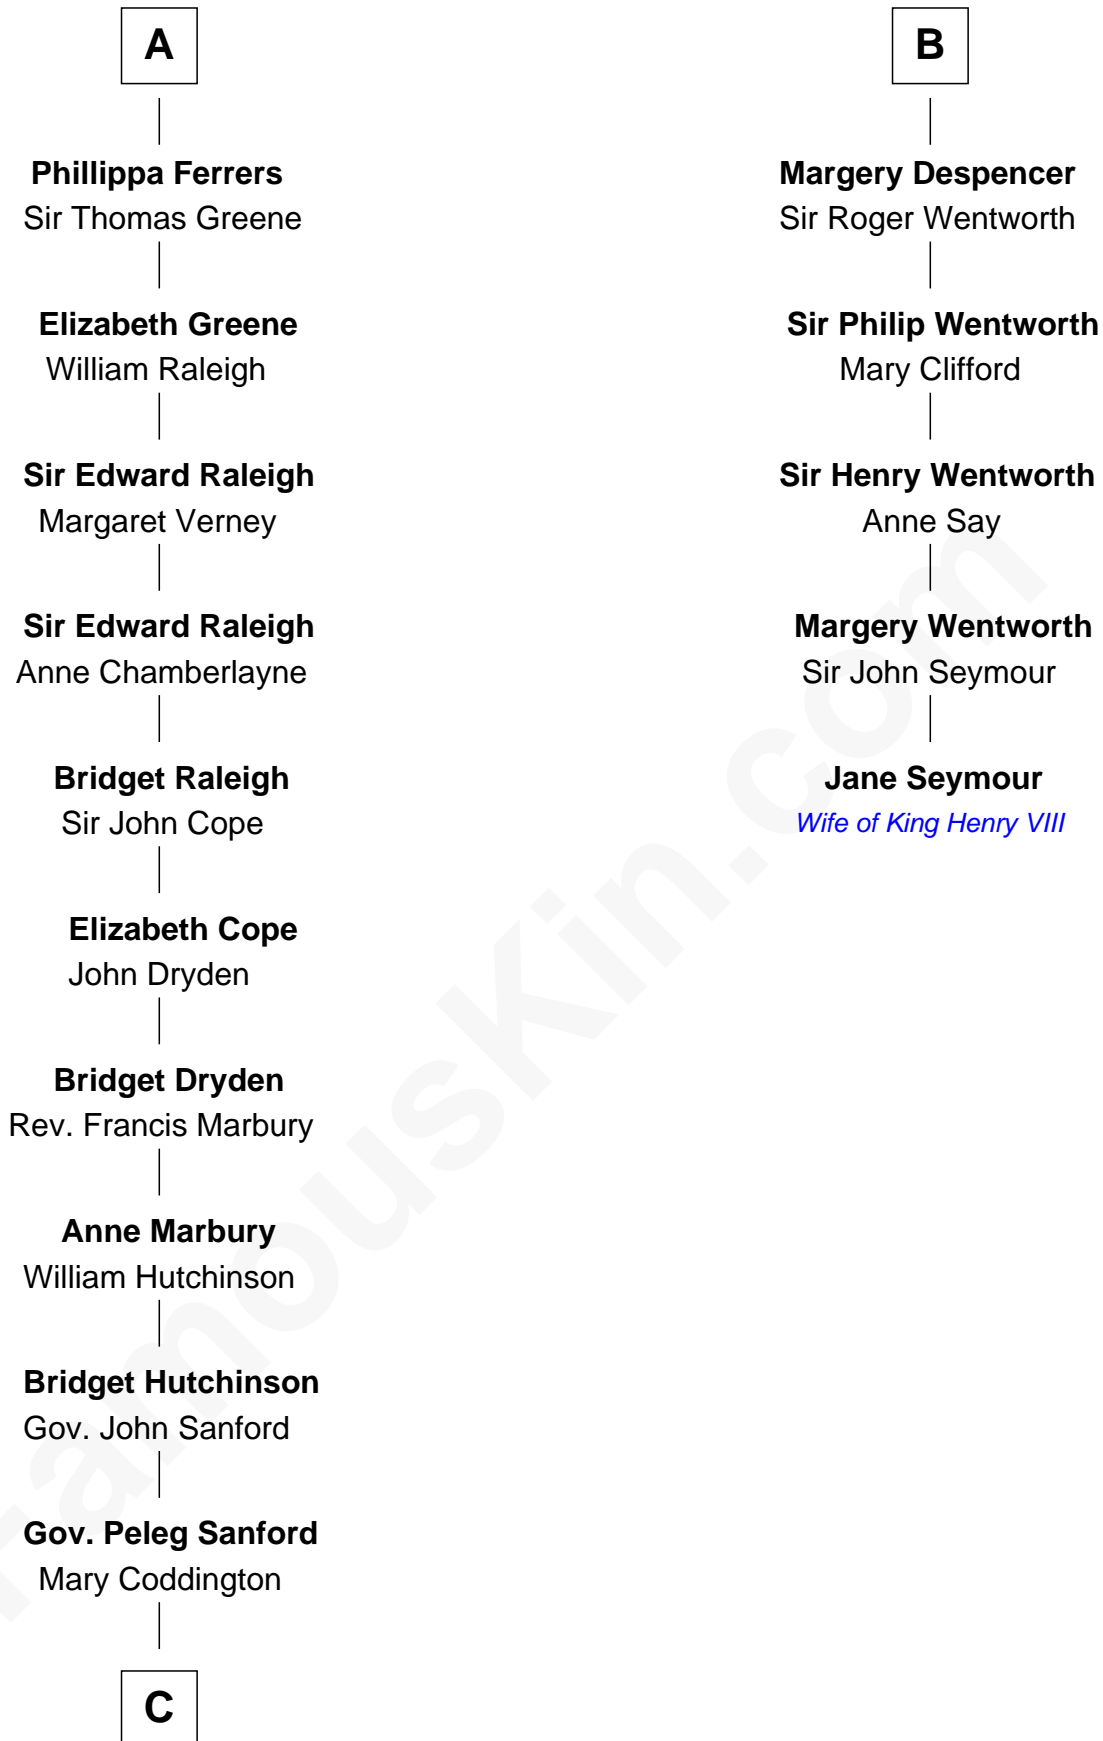 A
Phillippa Ferrers
Sir Thomas Greene
Elizabeth Greene
William Raleigh
Sir Edward Raleigh
Margaret Verney
Sir Edward Raleigh
Anne Chamberlayne
Bridget Raleigh
Sir John Cope
Elizabeth Cope
John Dryden
Bridget Dryden
Rev. Francis Marbury
Anne Marbury
William Hutchinson
Bridget Hutchinson
Gov. John Sanford
Gov. Peleg Sanford
Mary Coddington
C
B
Margery Despencer
Sir Roger Wentworth
Sir Philip Wentworth
Mary Clifford
Sir Henry Wentworth
Anne Say
Margery Wentworth
Sir John Seymour
Jane Seymour
Wife of King Henry VIII
FamousKin.com